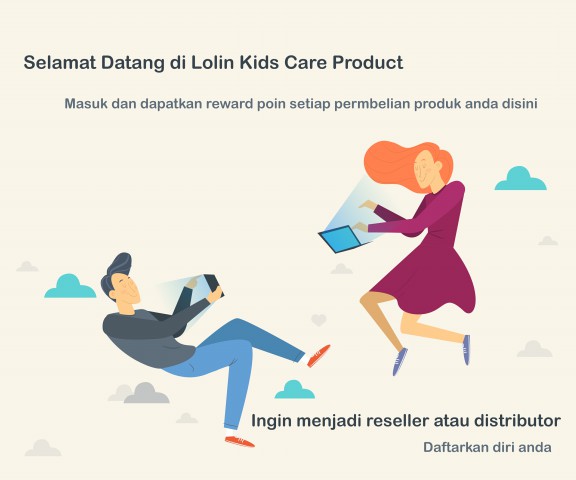 Selamat Datang di Lolin Kids Care Product
Masuk dan dapatkan reward poin setiap permbelian produk anda disini
Ingin menjadi reseller atau distributor
Daftarkan diri anda